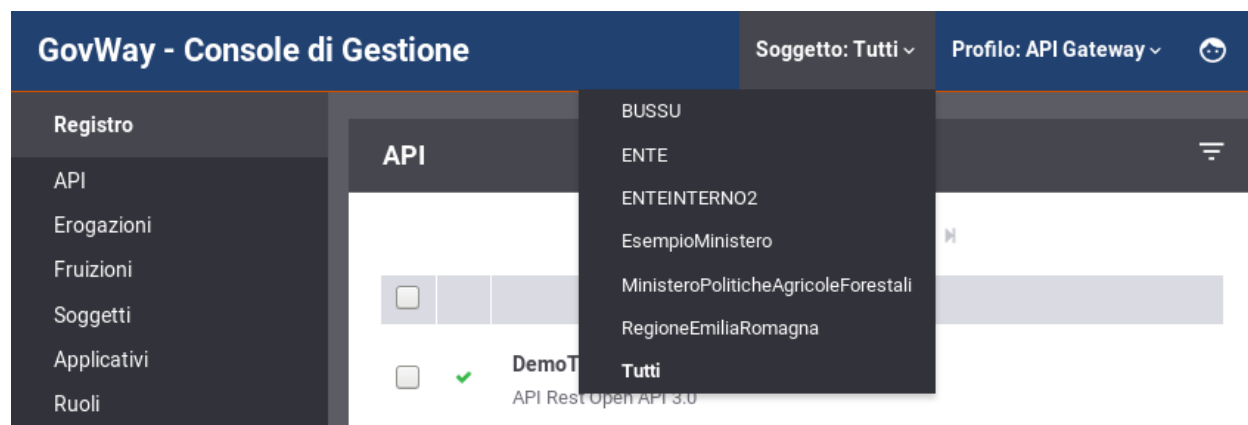 GovWay - Console di Gestione
Soggetto: Tutti
Profilo: API Gateway
Registro
API
Erogazioni
Fruizioni
Soggetti
Applicativi
Ruoli
API
BUSSU
ENTE
ENTEINTERNO2
EsempioMinistero
MinisteroPoliticheAgricoleForestali
RegioneEmiliaRomagna
Tutti
DemoT
API Rest Open API 3.0